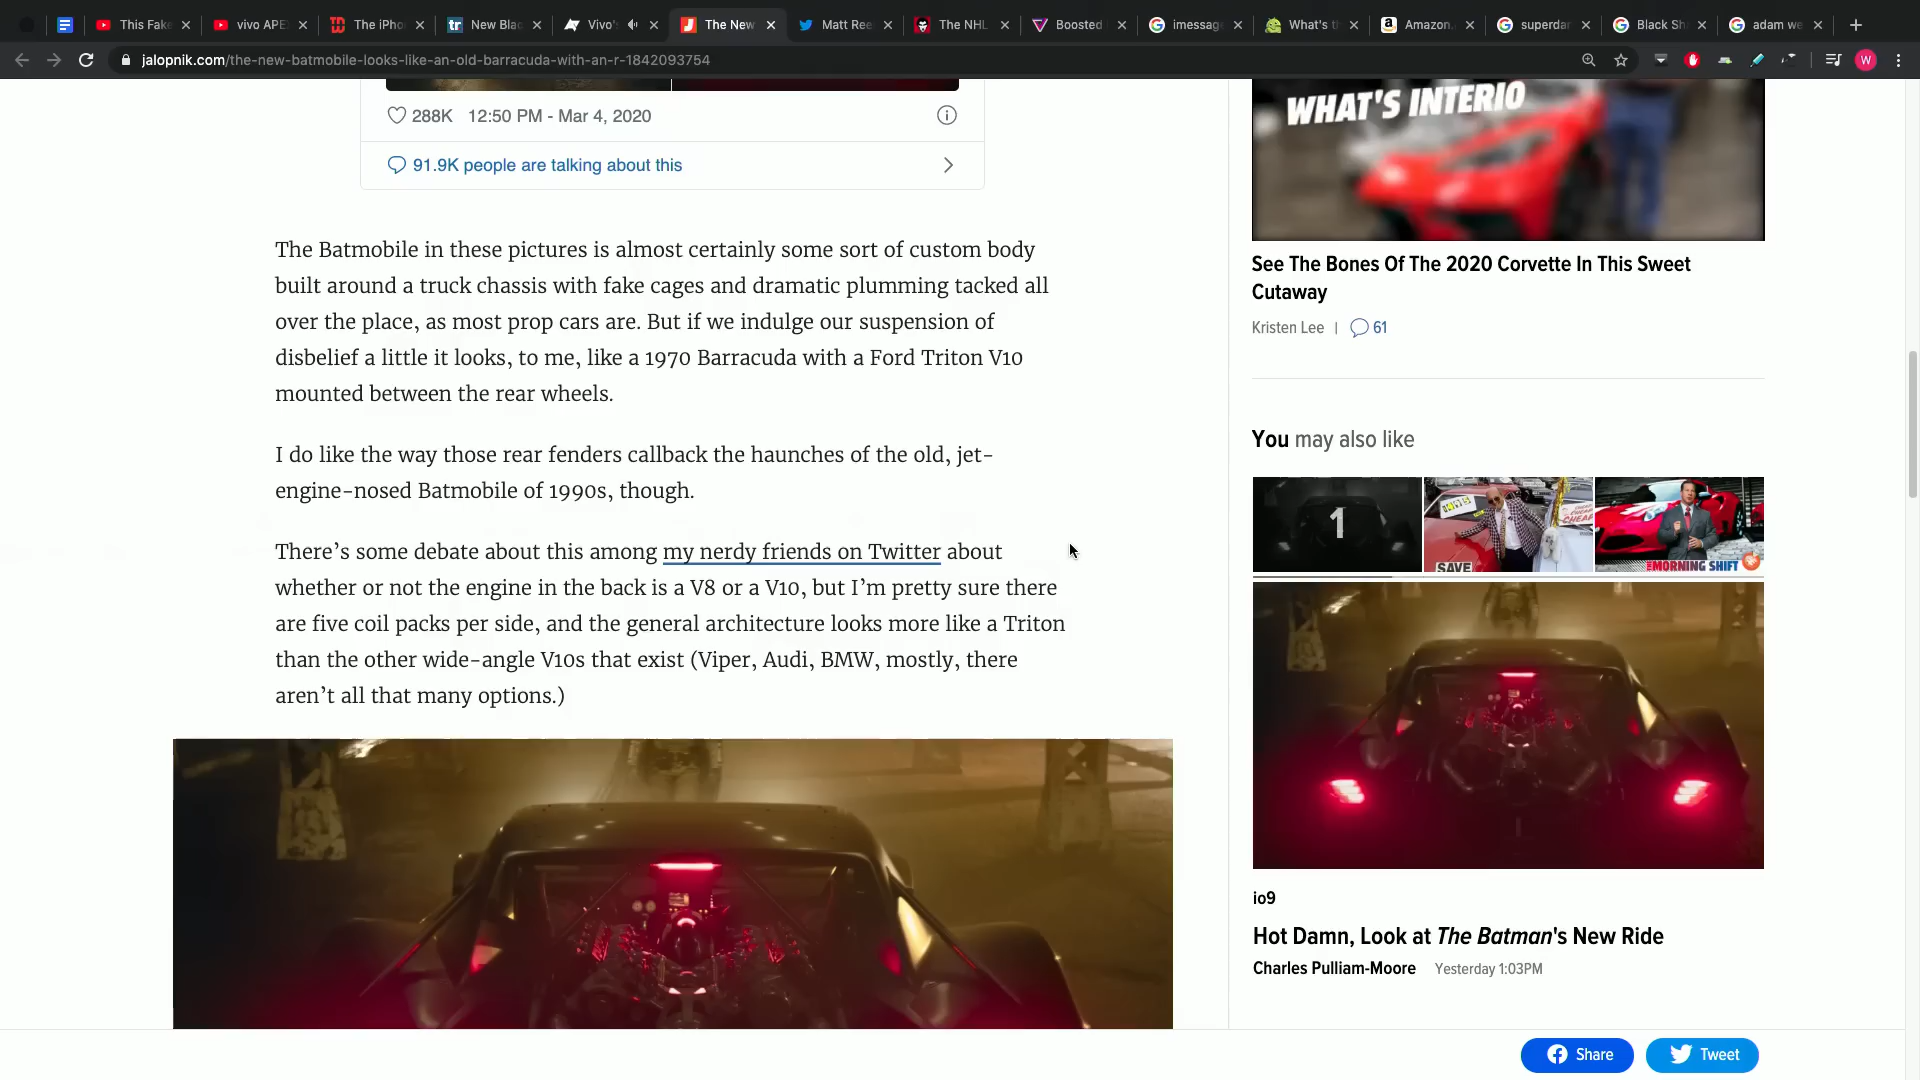 This Fake
vivo APE
The iPho
New Blac
Vivo's
The New
Matt Ree
The NHL
Boosted
imessage
What's t
Amazon.
superdar
Black Sh
adam we
jalopnik.com/the-new-batmobile-looks-like-an-old-barracuda-with-an-r-1842093754
W
288K 12:50 PM - Mar 4, 2020
91.9K people are talking about this
The Batmobile in these pictures is almost certainly some sort of custom body
built around a truck chassis with fake cages and dramatic plumming tacked all
over the place, as most prop cars are. But if we indulge our suspension of
disbelief a little it looks, to me, like a 1970 Barracuda with a Ford Triton V10
mounted between the rear wheels.
I do like the way those rear fenders callback the haunches of the old, jet-
engine-nosed Batmobile of 1990s, though.
There's some debate about this among my nerdy friends on Twitter about
whether or not the engine in the back is a V8 or a V10, but I'm pretty sure there
are five coil packs per side, and the general architecture looks more like a Triton
than the other wide-angle V10s that exist (Viper, Audi, BMW, mostly, there
aren't all that many options.)
WHAT'S INTERIO
See The Bones Of The 2020 Corvette In This Sweet
Cutaway
Kristen Lee | 61
You may also like
1
SAVE
CHEAP
THE MORNING SHIFT
io9
Hot Damn, Look at The Batman's New Ride
Charles Pulliam-Moore Yesterday 1:03PM
Share
Tweet